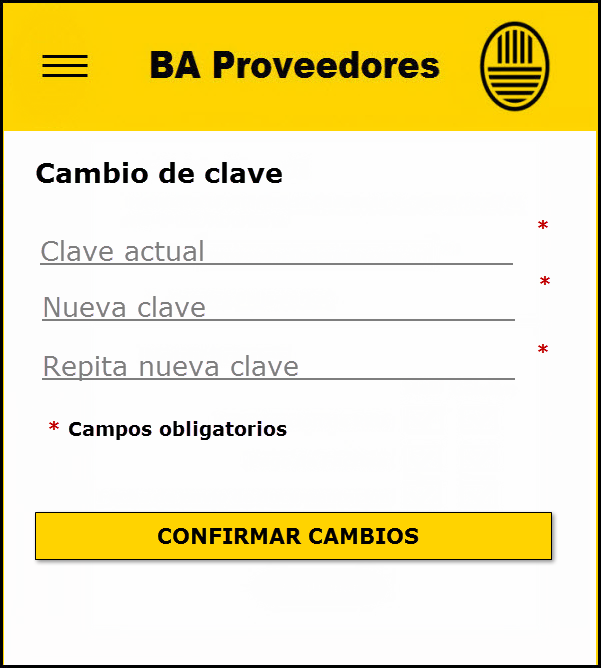 BA Proveedores
Cambio de clave
*
Clave actual
*
Nueva clave
*
Repita nueva clave
* Campos obligatorios
CONFIRMAR CAMBIOS